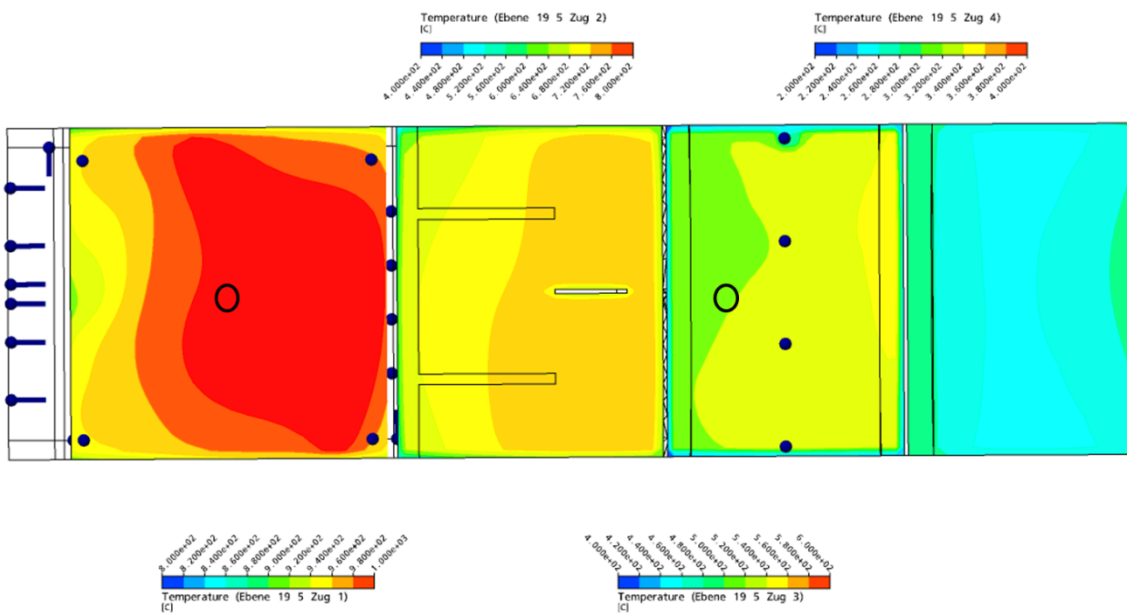 Temperature (Ebene 19 5 Zug 2)
[C]
4.000e+02
4.400e+02
4.800e+02
5.200e+02
5.600e+02
6.000e+02
6.400e+02
6.800e+02
7.200e+02
7.600e+02
8.000e+02
Temperature (Ebene 19 5 Zug 4)
[C]
2.000e+02
2.200e+02
2.400e+02
2.600e+02
2.800e+02
3.000e+02
3.200e+02
3.400e+02
3.600e+02
3.800e+02
4.000e+02
8.000e+02
8.200e+02
8.400e+02
8.600e+02
8.800e+02
9.000e+02
9.200e+02
9.400e+02
9.600e+02
9.800e+02
1.000e+03
Temperature (Ebene 19 5 Zug 1)
[C]
4.000e+02
4.200e+02
4.400e+02
4.600e+02
4.800e+02
5.000e+02
5.200e+02
5.400e+02
5.600e+02
5.800e+02
6.000e+02
Temperature (Ebene 19 5 Zug 3)
[C]